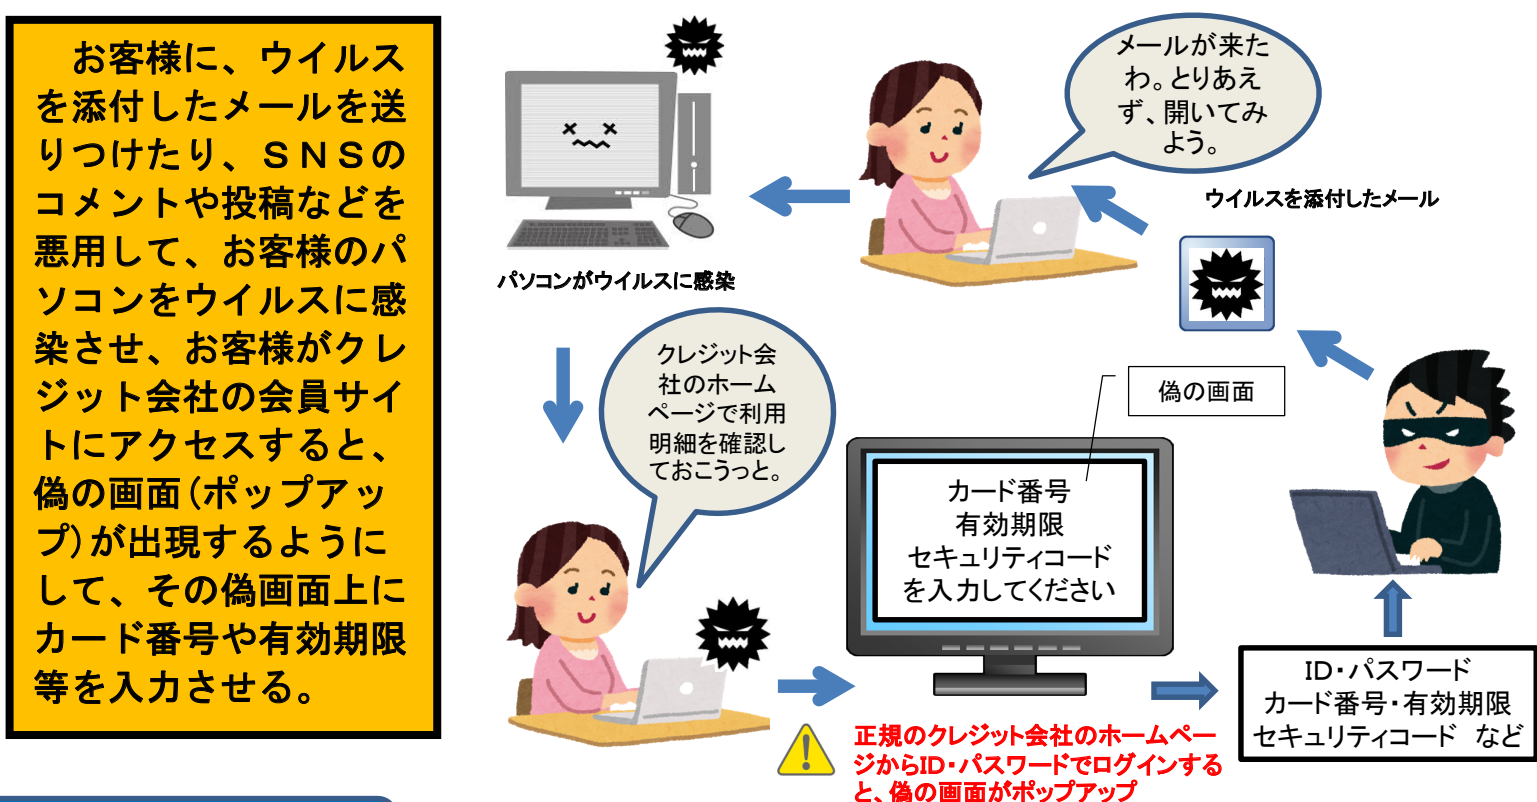 お客様に、ウイルス
を添付したメールを送
りつけたり、ＳＮＳの
コメントや投稿などを
悪用して、お客様のパ
ソコンをウイルスに感
染させ、お客様がクレ
ジット会社の会員サイ
トにアクセスすると、
偽の画面(ポップアッ
プ)が出現するように
して、その偽画面上に
カード番号や有効期限
等を入力させる。
メールが来た
わ。とりあえ
ず、開いてみ
よう。
ウイルスを添付したメール
パソコンがウイルスに感染
クレジット会
社のホーム
ページで利用
明細を確認し
ておこうっと。
偽の画面
カード番号
有効期限
セキュリティコード
を入力してください
正規のクレジット会社のホームペー
ジからID・パスワードでログインする
と、偽の画面がポップアップ
ID・パスワード
カード番号・有効期限
セキュリティコード　など